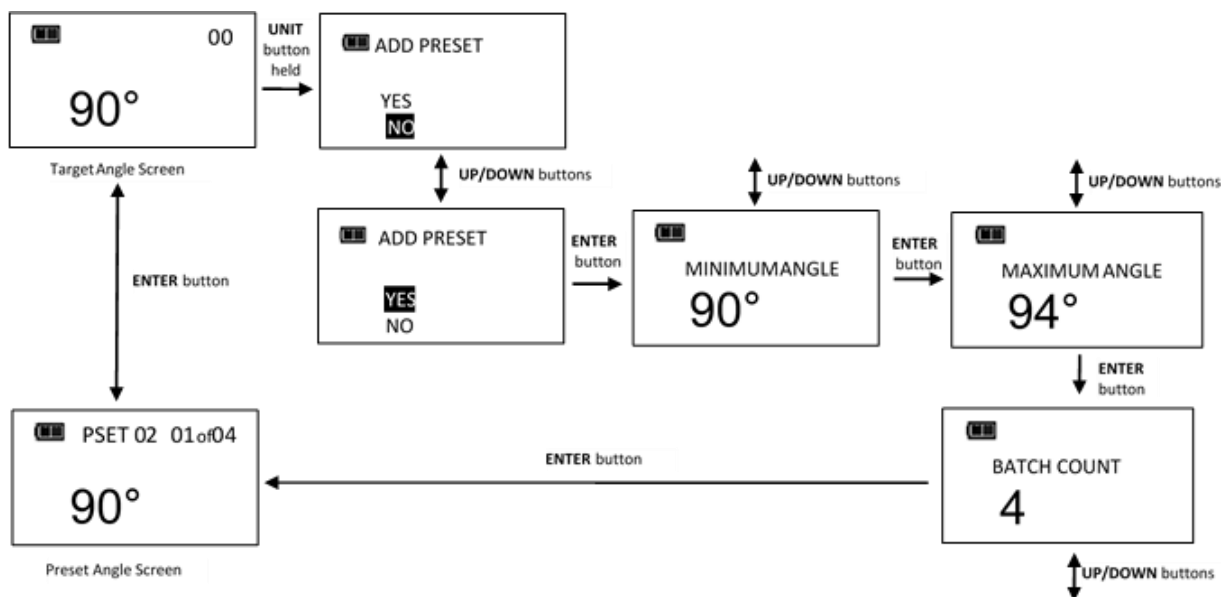 00
90°
Target Angle Screen
UNIT
button
held
ADD PRESET
YES
NO
UP/DOWN buttons
ADD PRESET
YES
NO
ENTER
button
UP/DOWN buttons
MINIMUMANGLE
90°
ENTER
button
UP/DOWN buttons
MAXIMUM ANGLE
94°
ENTER
button
BATCH COUNT
4
UP/DOWN buttons
ENTER button
ENTER button
PSET 02 01of04
90°
Preset Angle Screen